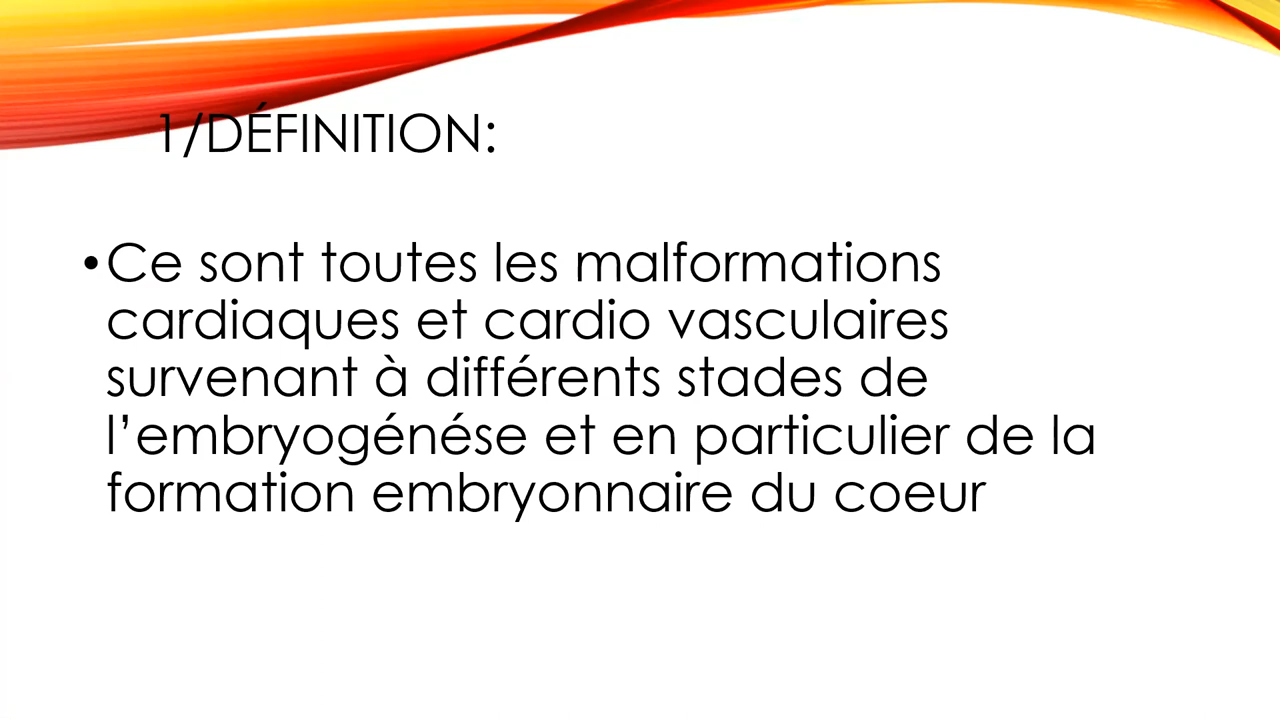 1/DÉFINITION:
•Ce sont toutes les malformations
cardiaques et cardio vasculaires
survenant à différents stades de
l’embryogénése et en particulier de la
formation embryonnaire du coeur